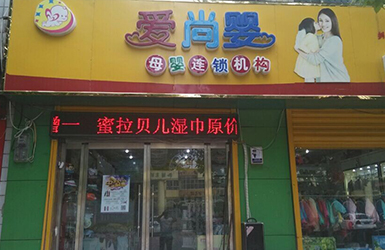 爱尚婴
母婴连锁机构
一 蜜拉贝儿湿巾原价